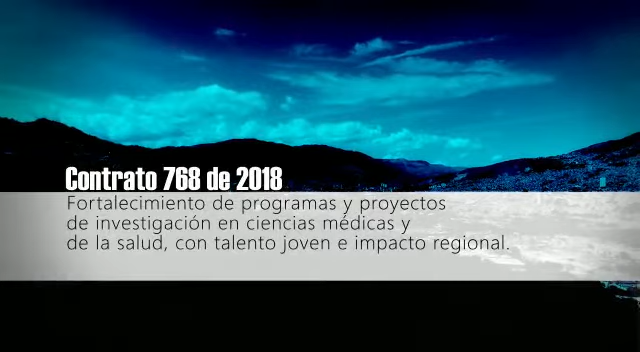 Contrato 768 de 2018
Fortalecimiento de programas y proyectos
de investigación en ciencias médicas y
de la salud, con talento joven e impacto regional.